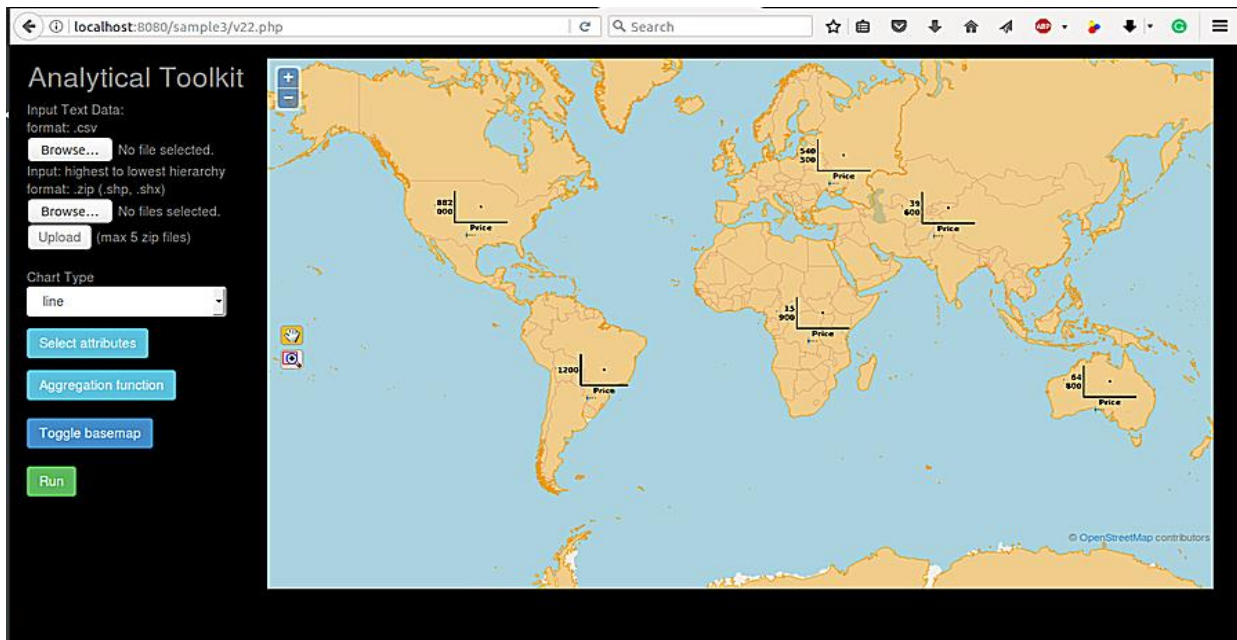 localhost:8080/sample3/v22.php
Search
ABP
Analytical Toolkit
Input Text Data:
format: .csv
Browse... No file selected.
Input: highest to lowest hierarchy
format: .zip (.shp, .shx)
Browse... No files selected.
Upload (max 5 zip files)
Chart Type
line
Select attributes
Aggregation function
Toggle basemap
Run
+
−
540
300
Price
882
000
Price
39
600
Price
15
900
Price
1200
Price
64
800
Price
© OpenStreetMap contributors